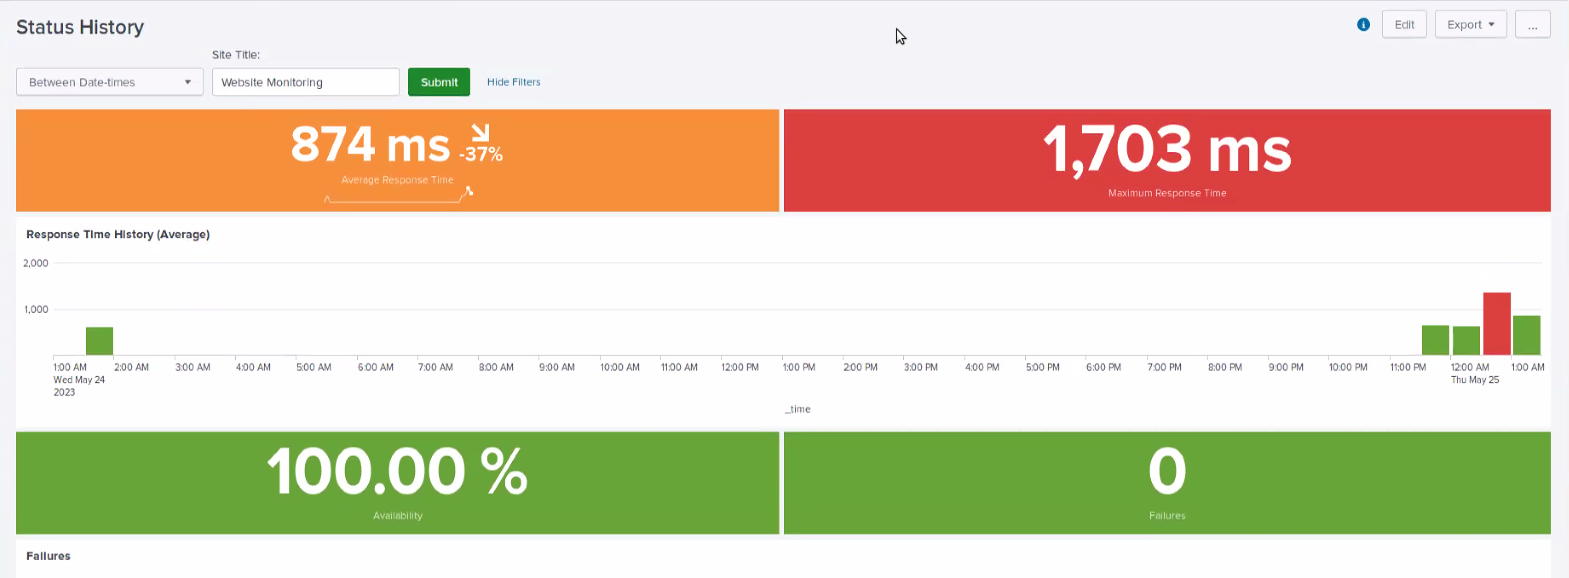 Status History
Edit
Export
...
Site Title:
Between Date-times
Website Monitoring
Submit
Hide Filters
874 ms
-37%
Average Response Time
1,703 ms
Maximum Response Time
Response Time History (Average)
2,000
1,000
1:00 AM 2:00 AM 3:00 AM 4:00 AM 5:00 AM 6:00 AM 7:00 AM 8:00 AM 9:00 AM 10:00 AM 11:00 AM 12:00 PM 1:00 PM 2:00 PM 3:00 PM 4:00 PM 5:00 PM 6:00 PM 7:00 PM 8:00 PM 9:00 PM 10:00 PM 11:00 PM 12:00 AM 1:00 AM
Wed May 24 Thu May 25
2023
_time
100.00 %
Availability
0
Failures
Failures